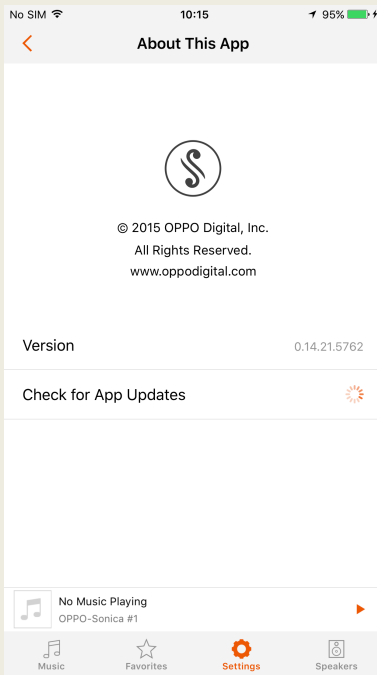 No SIM 10:15 95%
About This App
© 2015 OPPO Digital, Inc.
All Rights Reserved.
www.oppodigital.com
Version 0.14.21.5762
Check for App Updates
No Music Playing
OPPO-Sonica #1
Music Favorites Settings Speakers